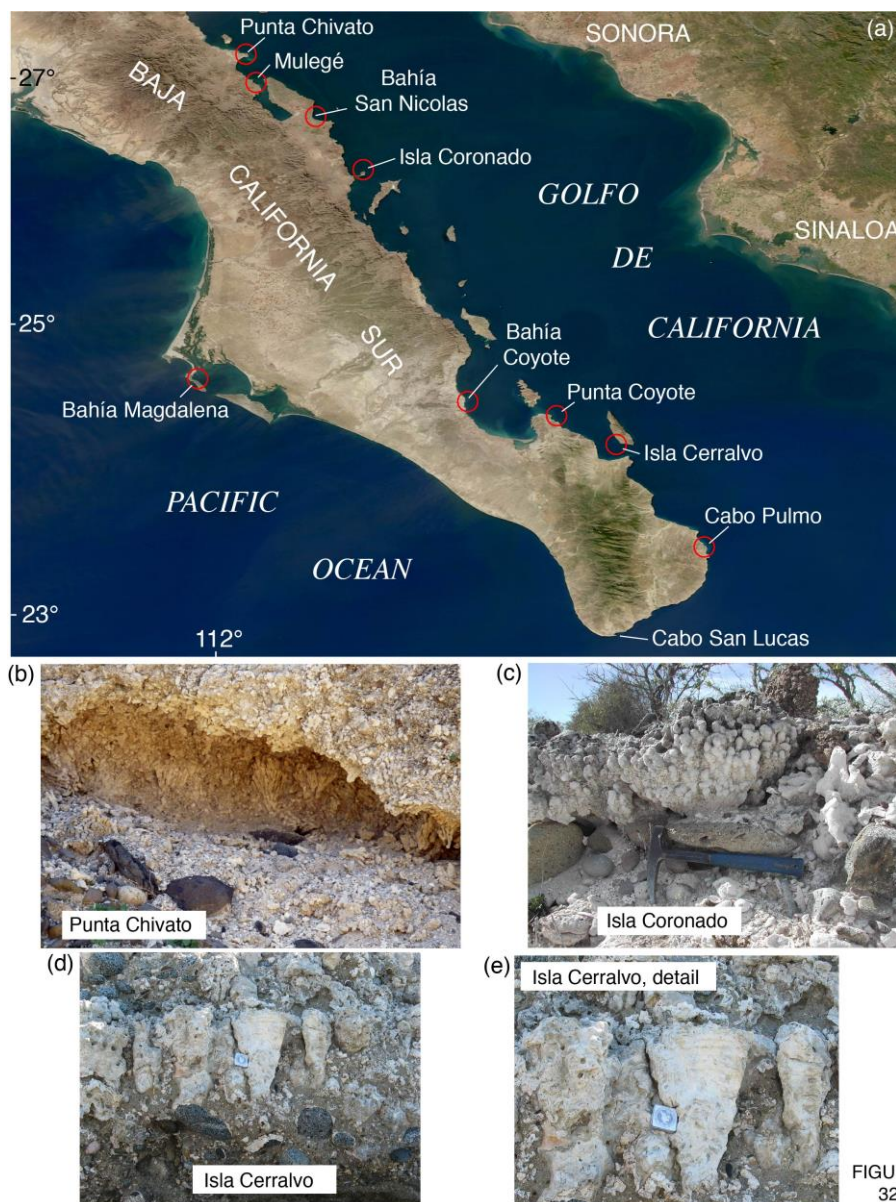 (a)
Punta Chivato
SONORA
27°
Mulegé
BAJA
Bahía
San Nicolas
Isla Coronado
GOLFO
CALIFORNIA
SINALOA
DE
25°
CALIFORNIA
SUR
Bahía
Coyote
Punta Coyote
Bahía Magdalena
Isla Cerralvo
PACIFIC
Cabo Pulmo
OCEAN
23°
112°
Cabo San Lucas
(b)
Punta Chivato
(c)
Isla Coronado
(d)
Isla Cerralvo
(e)
Isla Cerralvo, detail
FIGU
32